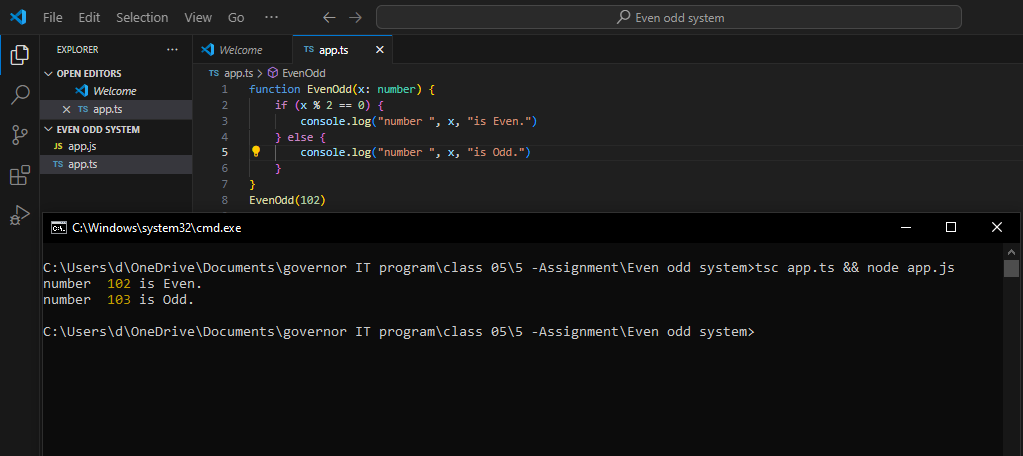 File Edit Selection View Go ··· Even odd system
EXPLORER ···
OPEN EDITORS
Welcome
TS app.ts
EVEN ODD SYSTEM
JS app.js
TS app.ts
Welcome TS app.ts
TS app.ts > EvenOdd
1 function EvenOdd(x: number) {
2 if (x % 2 == 0) {
3 console.log("number ", x, "is Even.")
4 } else {
5 console.log("number ", x, "is Odd.")
6 }
7 }
8 EvenOdd(102)
C:\Windows\system32\cmd.exe
C:\Users\d\OneDrive\Documents\governor IT program\class 05\5 -Assignment\Even odd system>tsc app.ts && node app.js
number  102 is Even.
number  103 is Odd.
C:\Users\d\OneDrive\Documents\governor IT program\class 05\5 -Assignment\Even odd system>